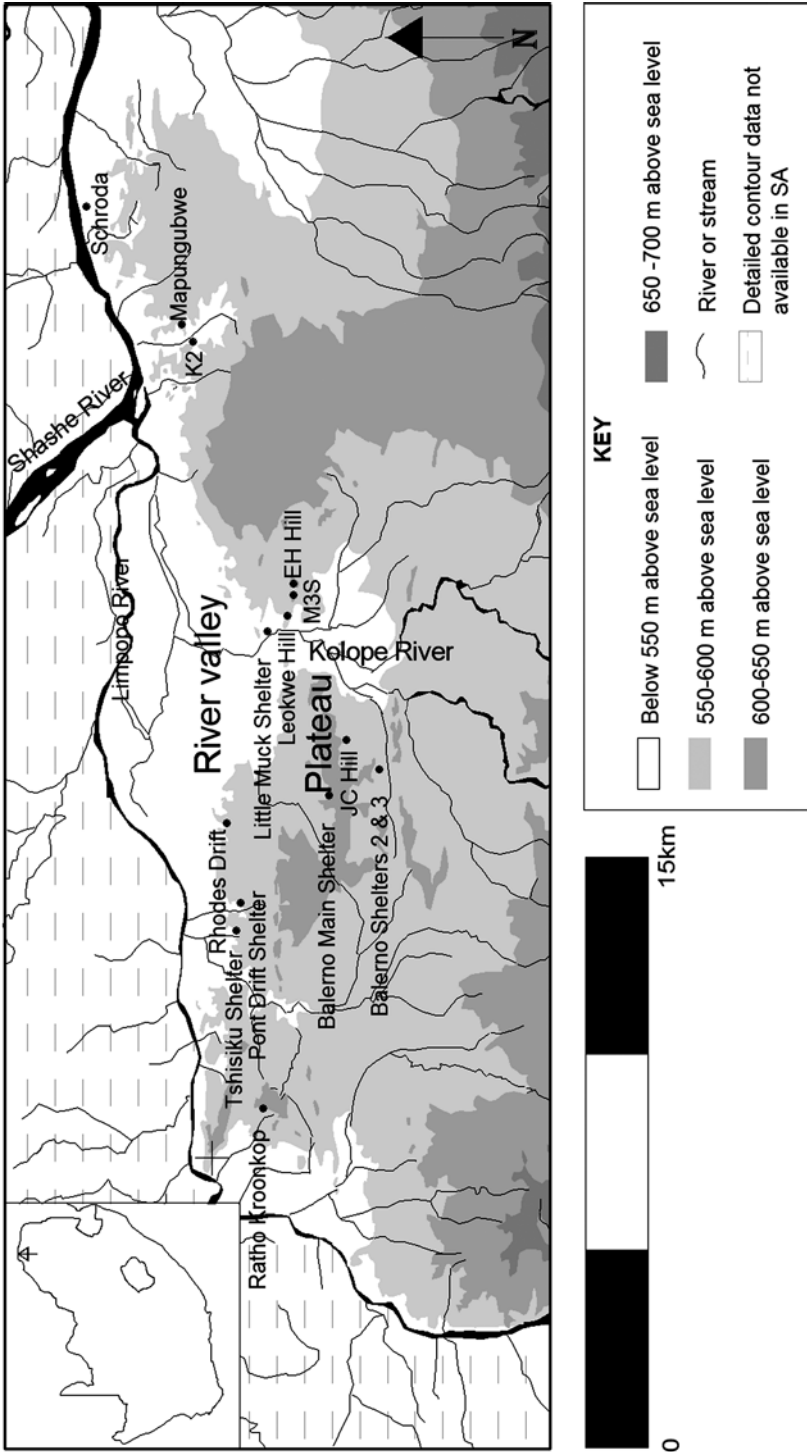 Shashe River
Limpopo River
Schroda
Mapungubwe
K2
River valley
Rhodes Drift
Tshisiku Shelter
Pont Drift Shelter
Little Muck Shelter
Leokwe Hill
EH Hill
M3S
Ratho Kroonkop
Plateau
Kolope River
Balerno Main Shelter
JC Hill
Balerno Shelters 2 & 3
N
0
15km
KEY
Below 550 m above sea level
550-600 m above sea level
600-650 m above sea level
650 -700 m above sea level
River or stream
Detailed contour data not
available in SA